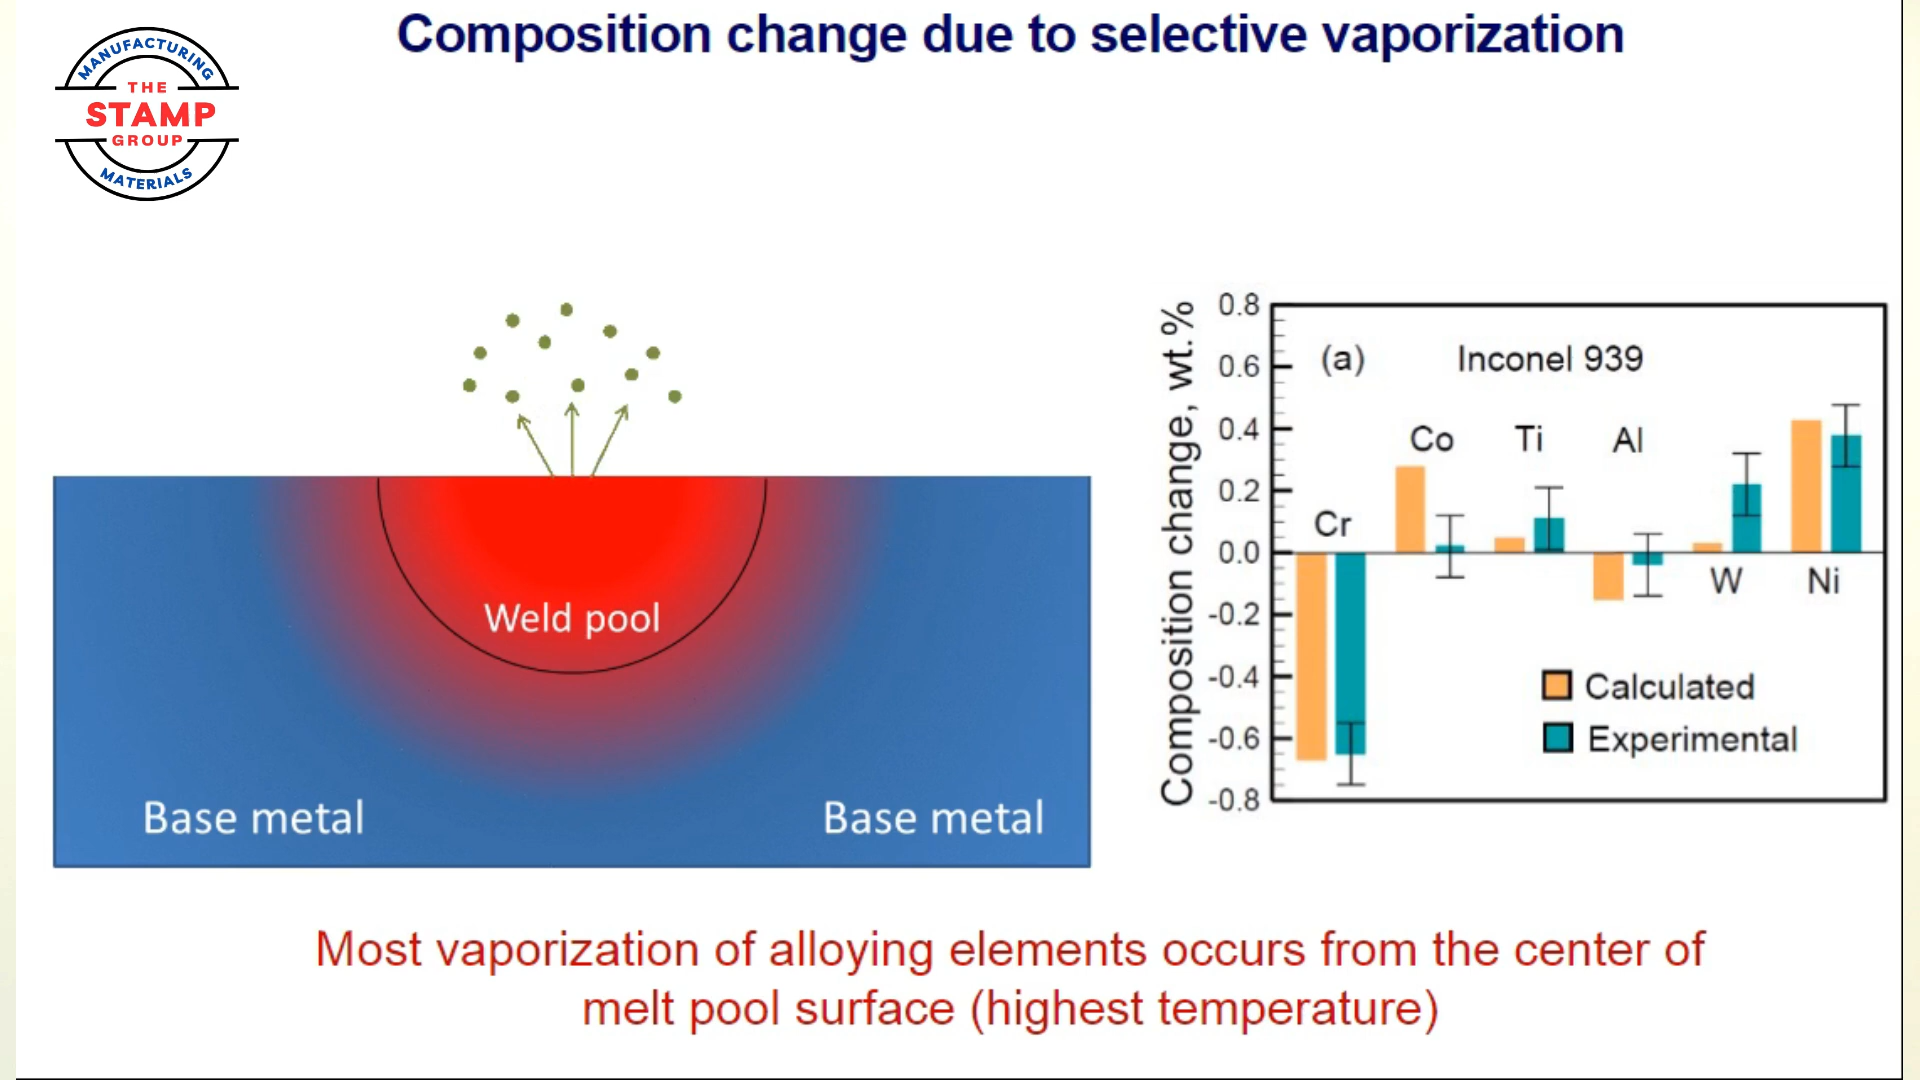 Composition change due to selective vaporization
MANUFACTURING
THE
STAMP
GROUP
MATERIALS
Weld pool
Base metal
Base metal
Composition change, wt.%
0.8
0.6
0.4
0.2
0.0
-0.2
-0.4
-0.6
-0.8
(a) Inconel 939
Cr
Co
Ti
Al
W
Ni
Calculated
Experimental
Most vaporization of alloying elements occurs from the center of
melt pool surface (highest temperature)